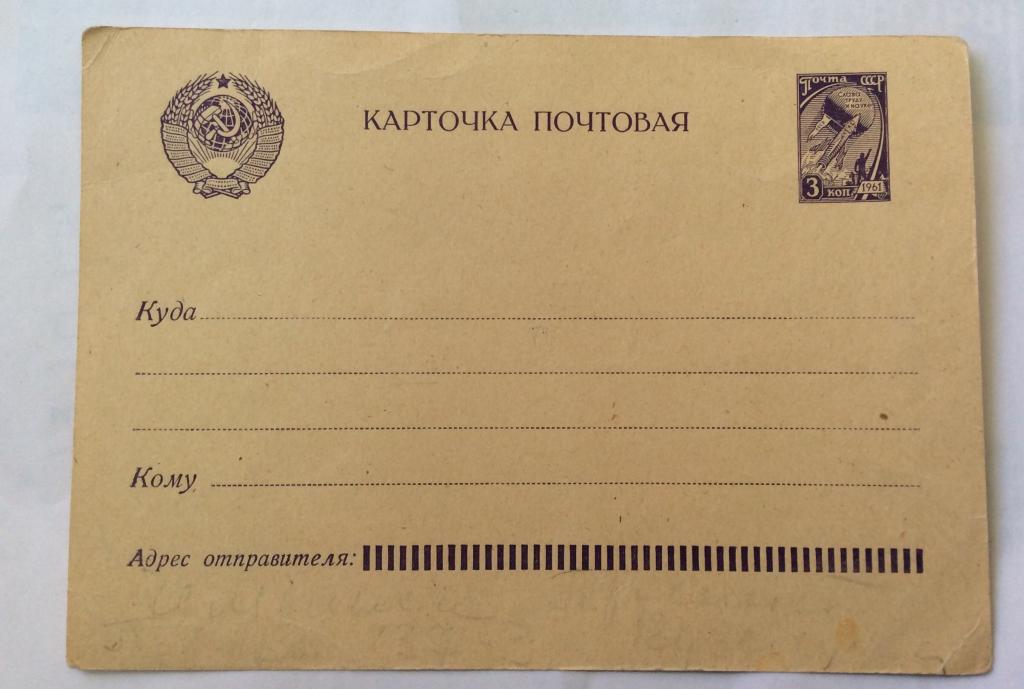 КАРТОЧКА ПОЧТОВАЯ
Почта СССР
СЛАВА
ТРУДУ
И НАУКЕ
3 КОП
1961
Куда
Кому
Адрес отправителя: